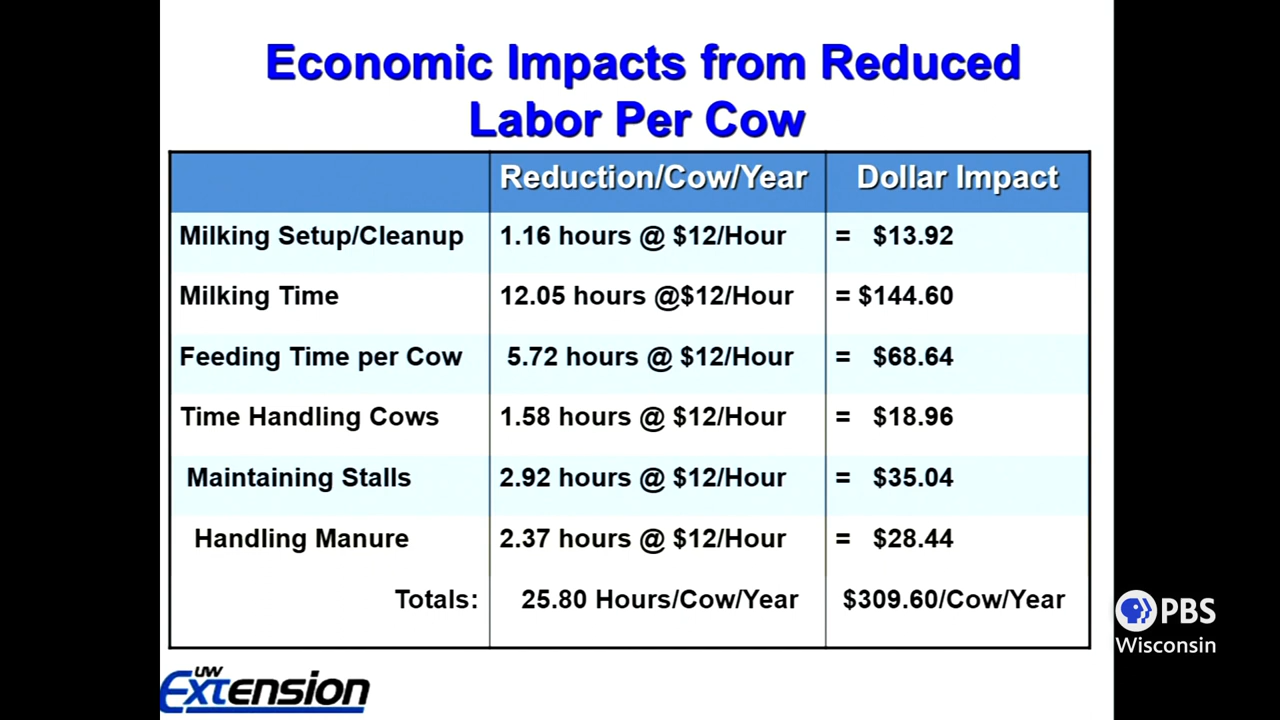 Economic Impacts from Reduced
Labor Per Cow
Reduction/Cow/Year Dollar Impact
Milking Setup/Cleanup 1.16 hours @ $12/Hour = $13.92
Milking Time 12.05 hours @$12/Hour = $144.60
Feeding Time per Cow 5.72 hours @ $12/Hour = $68.64
Time Handling Cows 1.58 hours @ $12/Hour = $18.96
Maintaining Stalls 2.92 hours @ $12/Hour = $35.04
Handling Manure 2.37 hours @ $12/Hour = $28.44
Totals: 25.80 Hours/Cow/Year $309.60/Cow/Year
PBS
Wisconsin
UW
Extension